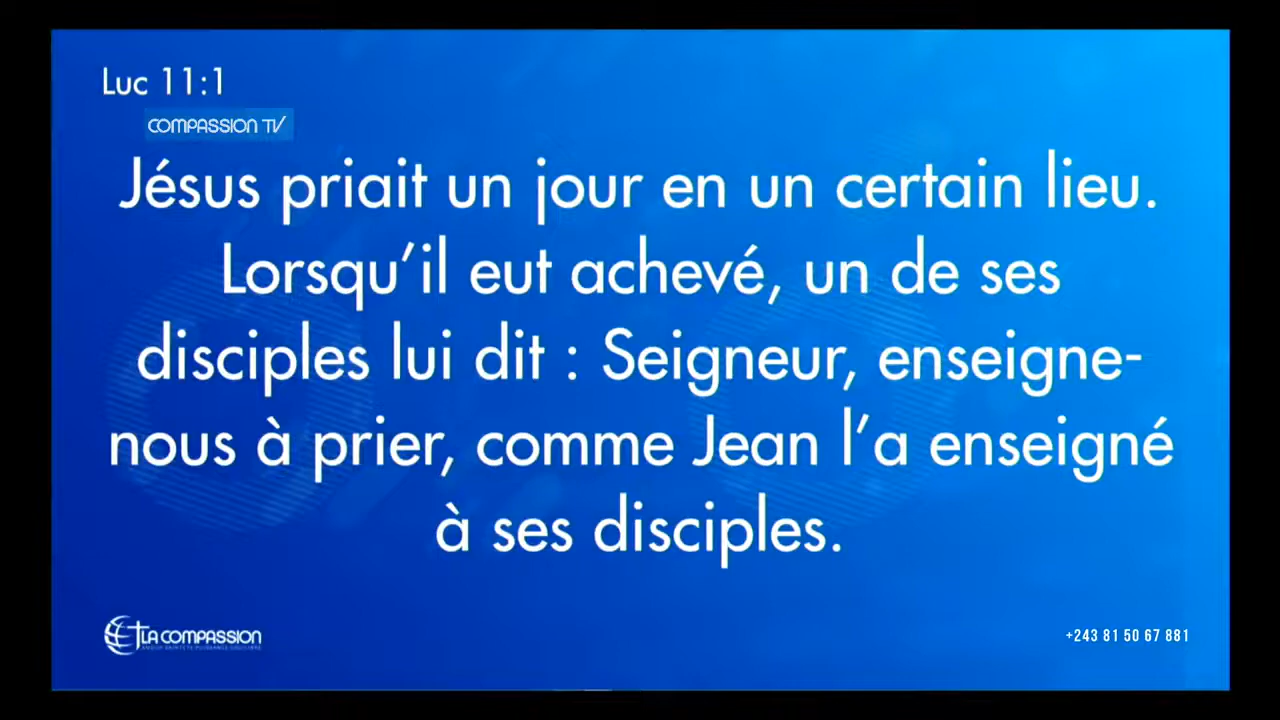 Luc 11:1
COMPASSION TV
Jésus priait un jour en un certain lieu.
Lorsqu’il eut achevé, un de ses
disciples lui dit : Seigneur, enseigne-
nous à prier, comme Jean l’a enseigné
à ses disciples.
LA COMPASSION
+243 81 50 67 881